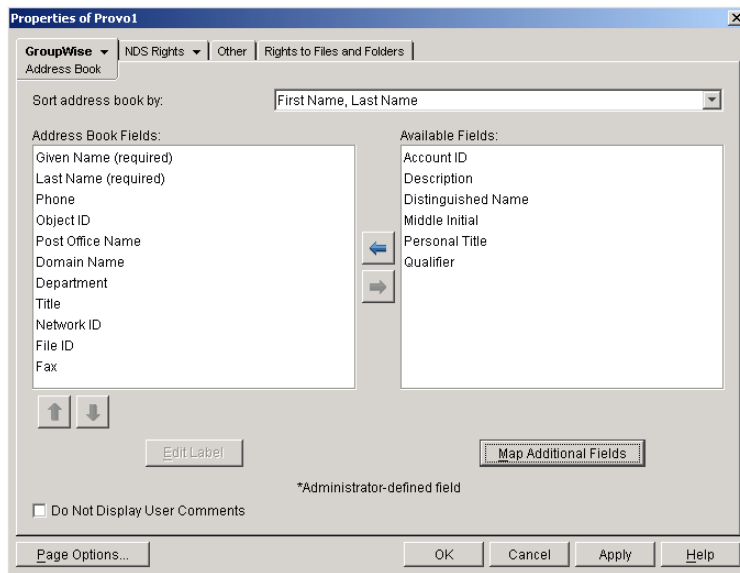 Properties of Provo1
GroupWise NDS Rights Other Rights to Files and Folders
Address Book
Sort address book by: First Name, Last Name
Address Book Fields: Available Fields:
Given Name (required) Account ID
Last Name (required) Description
Phone Distinguished Name
Object ID Middle Initial
Post Office Name Personal Title
Domain Name Qualifier
Department
Title
Network ID
File ID
Fax
Edit Label Map Additional Fields
*Administrator-defined field
Do Not Display User Comments
Page Options... OK Cancel Apply Help